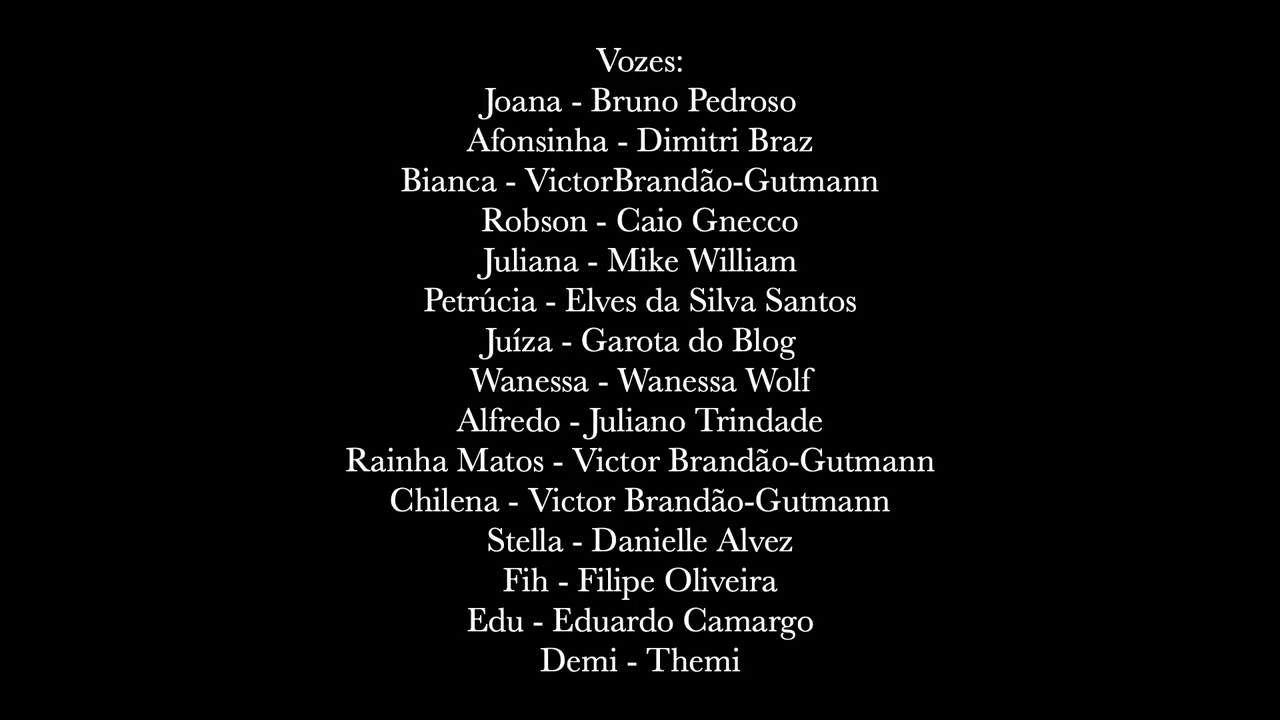 Vozes:
Joana - Bruno Pedroso
Afonsinha - Dimitri Braz
Bianca - VictorBrandão-Gutmann
Robson - Caio Gnecco
Juliana - Mike William
Petrúcia - Elves da Silva Santos
Juíza - Garota do Blog
Wanessa - Wanessa Wolf
Alfredo - Juliano Trindade
Rainha Matos - Victor Brandão-Gutmann
Chilena - Victor Brandão-Gutmann
Stella - Danielle Alvez
Fih - Filipe Oliveira
Edu - Eduardo Camargo
Demi - Themi